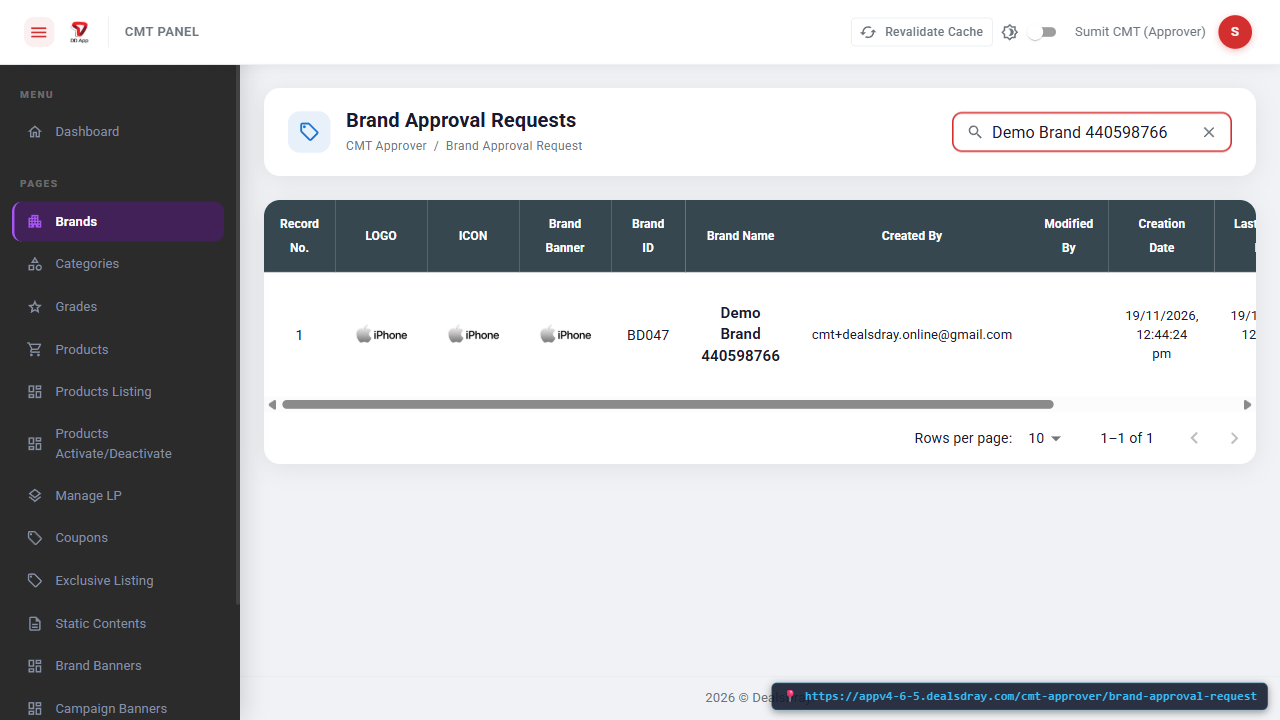 DD App
CMT PANEL
Revalidate Cache
Sumit CMT (Approver)
S
MENU
Dashboard
PAGES
Brands
Categories
Grades
Products
Products Listing
Products
Activate/Deactivate
Manage LP
Coupons
Exclusive Listing
Static Contents
Brand Banners
Campaign Banners
Brand Approval Requests
CMT Approver / Brand Approval Request
Demo Brand 440598766
Record No.
LOGO
ICON
Brand Banner
Brand ID
Brand Name
Created By
Modified By
Creation Date
Last
1
iPhone
iPhone
iPhone
BD047
Demo
Brand
440598766
cmt+dealsdray.online@gmail.com
19/11/2026,
12:44:24
pm
19/1
12
Rows per page: 10
1–1 of 1
2026 © Deals
https://appv4-6-5.dealsdray.com/cmt-approver/brand-approval-request